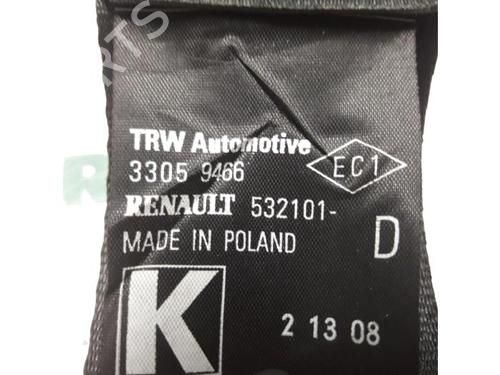 TRW Automotive
3305 9466
EC1
RENAULT 532101-
MADE IN POLAND
D
K
2 13 08